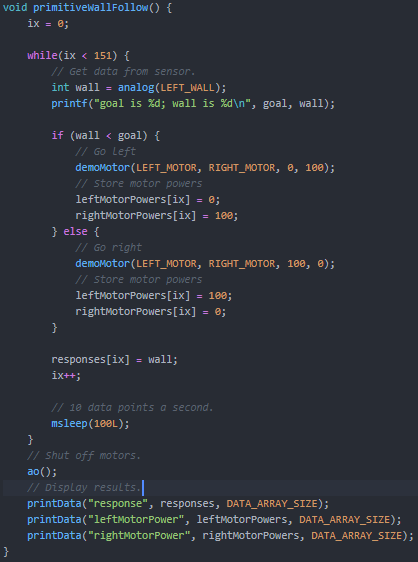 void primitiveWallFollow() {
    ix = 0;

    while(ix < 151) {
        // Get data from sensor.
        int wall = analog(LEFT_WALL);
        printf("goal is %d; wall is %d\n", goal, wall);

        if (wall < goal) {
            // Go left
            demoMotor(LEFT_MOTOR, RIGHT_MOTOR, 0, 100);
            // Store motor powers
            leftMotorPowers[ix] = 0;
            rightMotorPowers[ix] = 100;
        } else {
            // Go right
            demoMotor(LEFT_MOTOR, RIGHT_MOTOR, 100, 0);
            // Store motor powers
            leftMotorPowers[ix] = 100;
            rightMotorPowers[ix] = 0;
        }

        responses[ix] = wall;
        ix++;

        // 10 data points a second.
        msleep(100L);
    }
    // Shut off motors.
    ao();
    // Display results.
    printData("response", responses, DATA_ARRAY_SIZE);
    printData("leftMotorPower", leftMotorPowers, DATA_ARRAY_SIZE);
    printData("rightMotorPower", rightMotorPowers, DATA_ARRAY_SIZE);
}